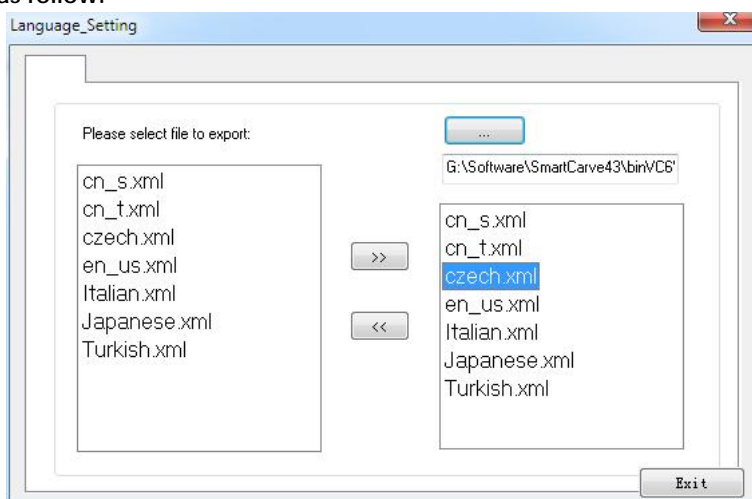 as follow:
Language_Setting
X
Please select file to export:
...
G:\Software\SmartCarve43\binVC6'
cn_s.xml
cn_t.xml
czech.xml
en_us.xml
Italian.xml
Japanese.xml
Turkish.xml
>>
<<
cn_s.xml
cn_t.xml
czech.xml
en_us.xml
Italian.xml
Japanese.xml
Turkish.xml
Exit